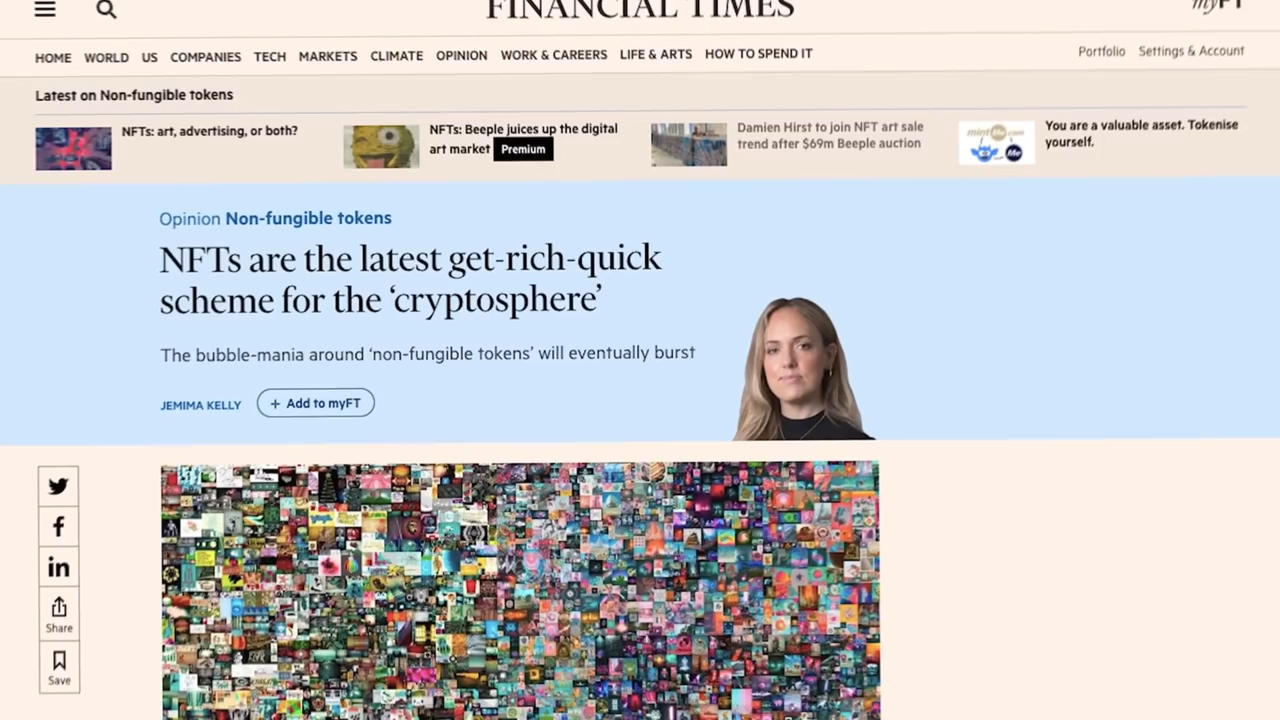 FINANCIAL TIMES
myFT
HOME WORLD US COMPANIES TECH MARKETS CLIMATE OPINION WORK & CAREERS LIFE & ARTS HOW TO SPEND IT
Portfolio Settings & Account
Latest on Non-fungible tokens
NFTs: art, advertising, or both?
NFTs: Beeple juices up the digital
art market Premium
Damien Hirst to join NFT art sale
trend after $69m Beeple auction
You are a valuable asset. Tokenise
yourself.
Opinion Non-fungible tokens
NFTs are the latest get-rich-quick
scheme for the ‘cryptosphere’
The bubble-mania around ‘non-fungible tokens’ will eventually burst
JEMIMA KELLY
+ Add to myFT
Share
Save